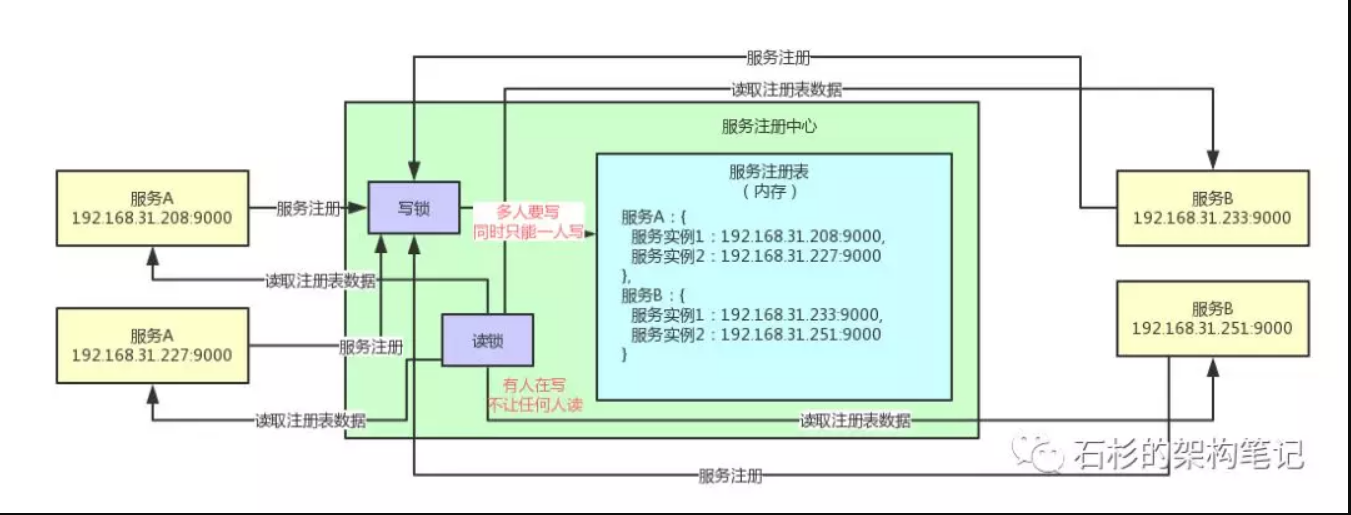 服务注册
读取注册表数据
服务注册中心
服务A
192.168.31.208:9000
服务注册
写锁
多人要写
同时只能一人写
服务注册表
（内存）
服务A：{
服务实例1：192.168.31.208:9000,
服务实例2：192.168.31.227:9000
},
服务B：{
服务实例1：192.168.31.233:9000,
服务实例2：192.168.31.251:9000
}
服务B
192.168.31.233:9000
读取注册表数据
服务A
192.168.31.227:9000
服务注册
读锁
有人在写
不让任何人读
服务B
192.168.31.251:9000
读取注册表数据
读取注册表数据
服务注册
石杉的架构笔记